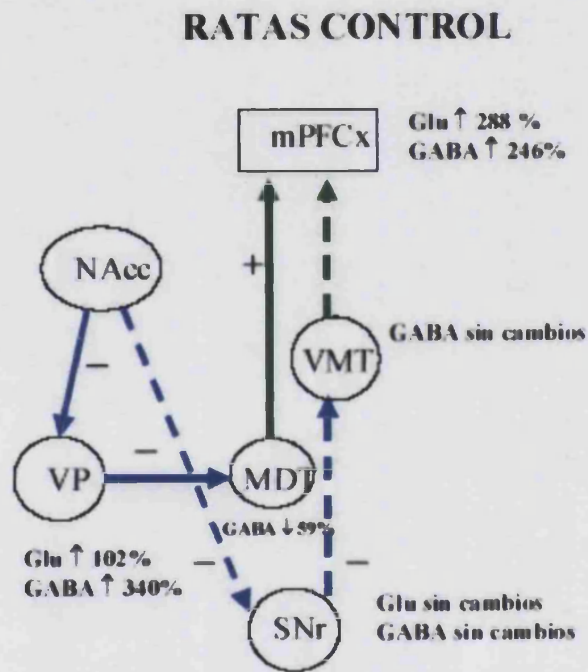 RATAS CONTROL
mPFCx
Glu ↑ 288 %
GABA ↑ 246%
+
NAcc
GABA sin cambios
VMT
–
–
VP
MDT
GABA ↓ 59%
Glu ↑ 102%
GABA ↑ 340%
–
–
SNr
Glu sin cambios
GABA sin cambios